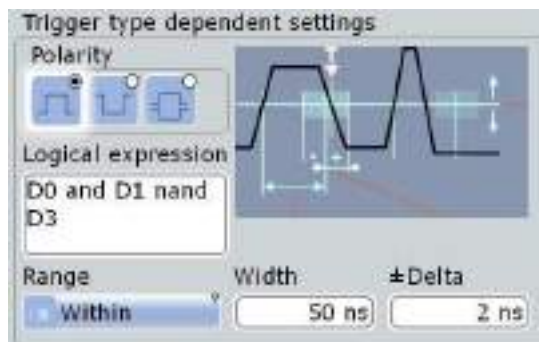 Trigger type dependent settings
Polarity
Logical expression
D0 and D1 nand
D3
Range
Width
±Delta
Within
50 ns
2 ns